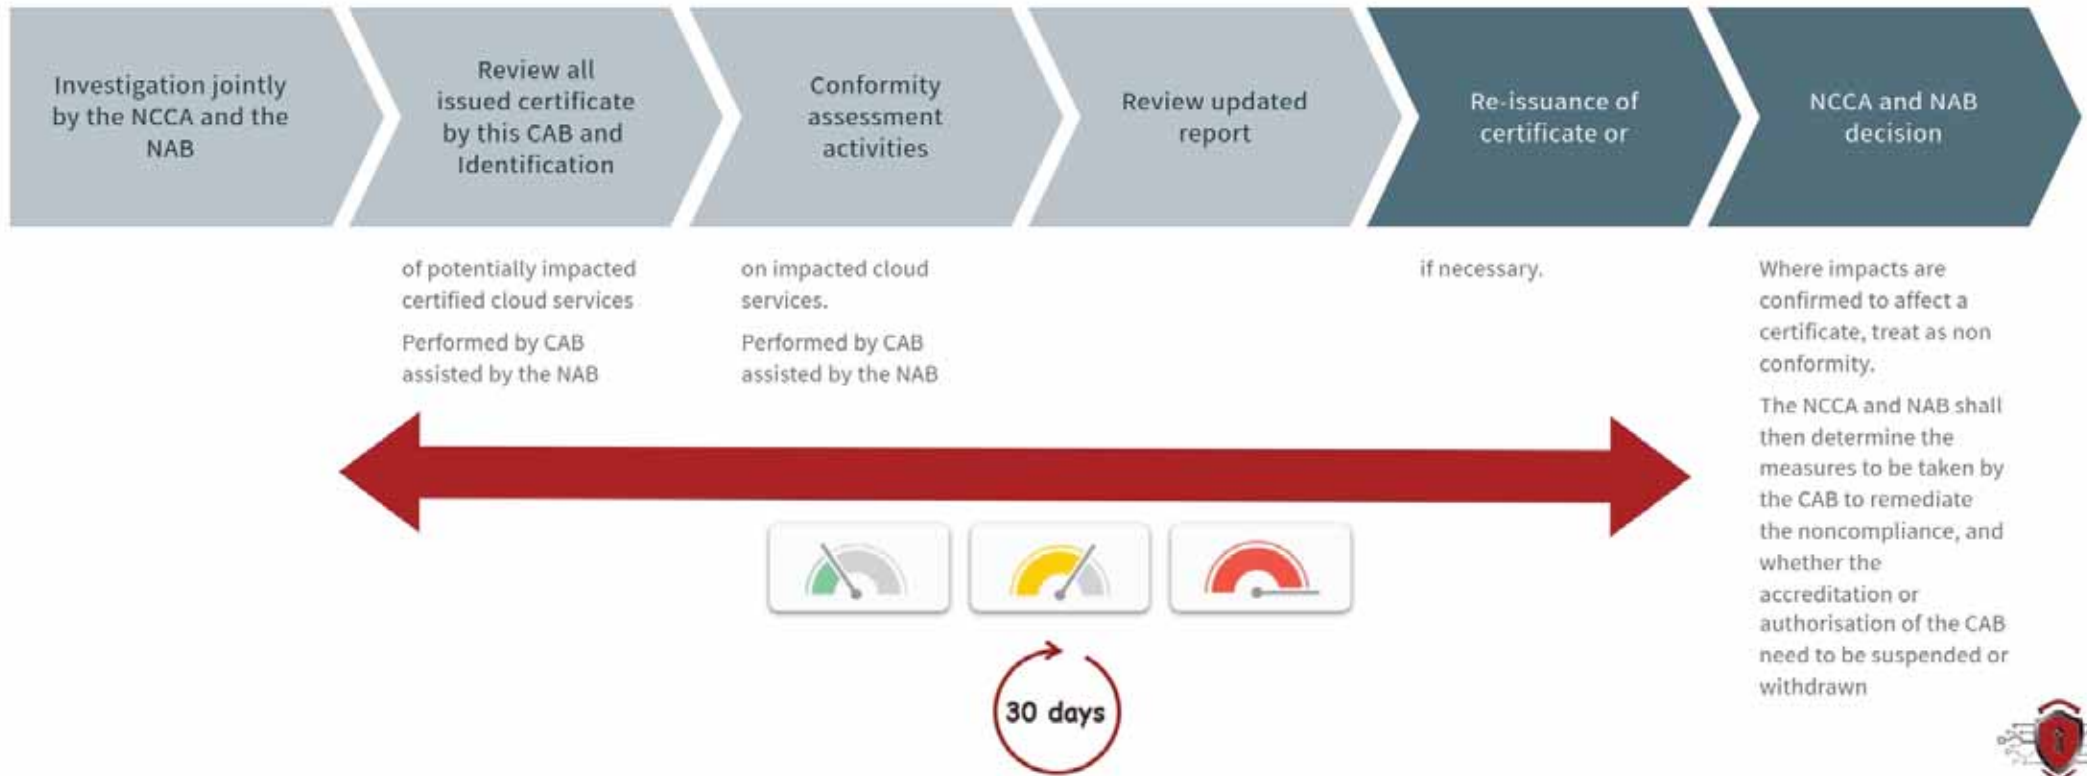 Investigation jointly
by the NCCA and the
NAB
Review all
issued certificate
by this CAB and
Identification
Conformity
assessment
activities
Review updated
report
Re-issuance of
certificate or
NCCA and NAB
decision
of potentially impacted
certified cloud services
Performed by CAB
assisted by the NAB
on impacted cloud
services.
Performed by CAB
assisted by the NAB
if necessary.
Where impacts are
confirmed to affect a
certificate, treat as non
conformity.
The NCCA and NAB shall
then determine the
measures to be taken by
the CAB to remediate
the noncompliance, and
whether the
accreditation or
authorisation of the CAB
need to be suspended or
withdrawn
30 days